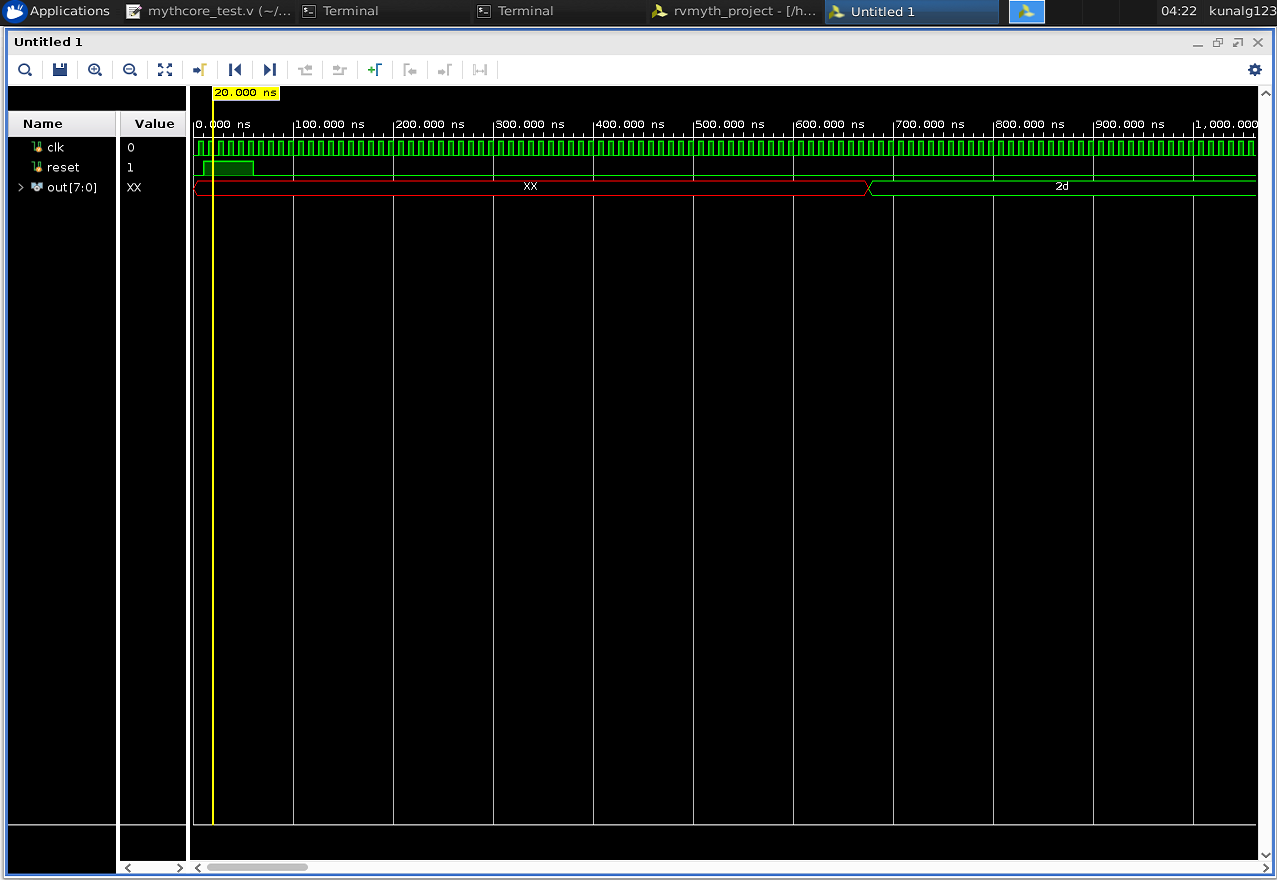 Applications mythcore_test.v (~/... Terminal Terminal rvmyth_project - [/h... Untitled 1 04:22 kunalg123
Untitled 1
20.000 ns
Name Value 0.000 ns 100.000 ns 200.000 ns 300.000 ns 400.000 ns 500.000 ns 600.000 ns 700.000 ns 800.000 ns 900.000 ns 1,000.000
clk 0
reset 1
out[7:0] XX XX 2d